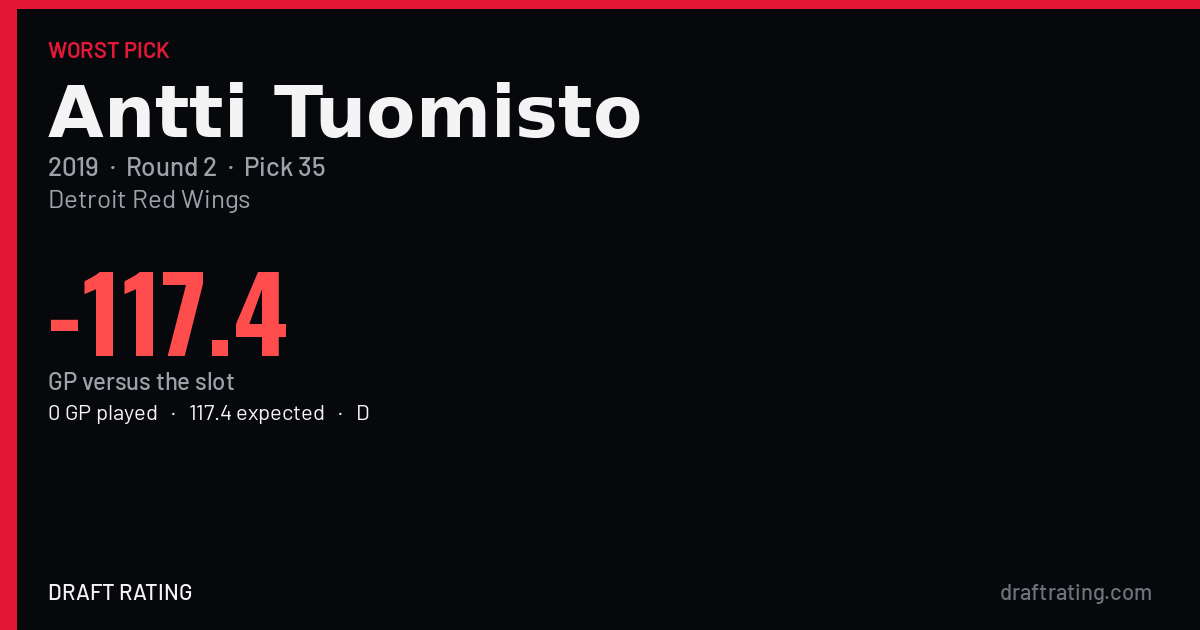 WORST PICK
Antti Tuomisto
2019 · Round 2 · Pick 35
Detroit Red Wings
-117.4
GP versus the slot
0 GP played · 117.4 expected · D
DRAFT RATING
draftrating.com